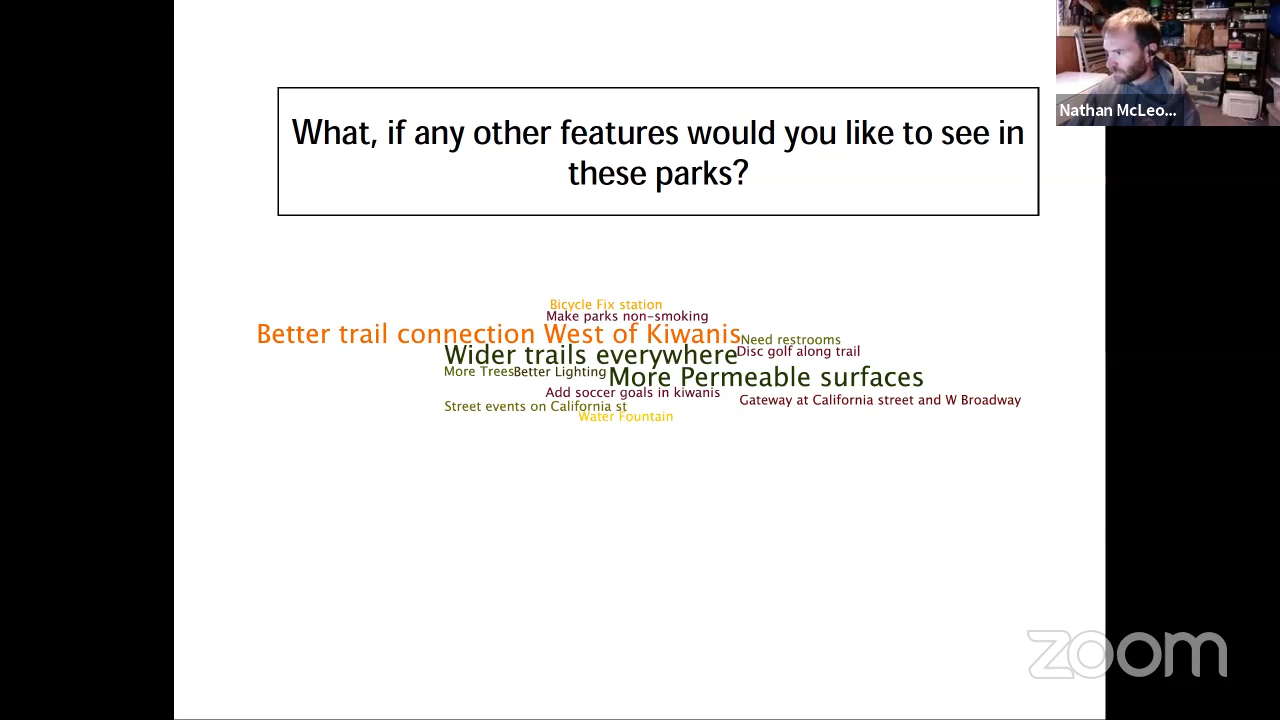 What, if any other features would you like to see in
these parks?
Nathan McLeo...
Bicycle Fix station
Make parks non-smoking
Better trail connection West of Kiwanis
Need restrooms
Wider trails everywhere
Disc golf along trail
More Trees
Better Lighting
More Permeable surfaces
Add soccer goals in kiwanis
Gateway at California street and W Broadway
Street events on California st
Water Fountain
zoom